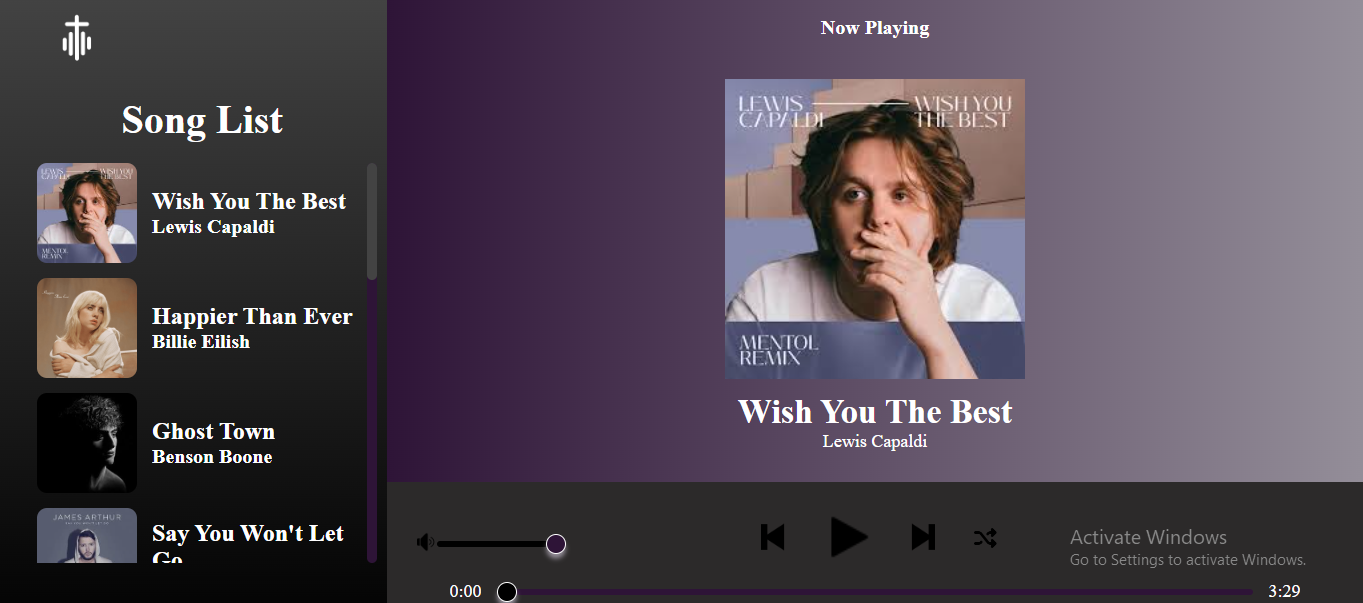 Song List
LEWIS WISH YOU
CAPALDI THE BEST
MENTOL
REMIX
Wish You The Best
Lewis Capaldi
Happier Than Ever
Billie Eilish
Ghost Town
Benson Boone
JAMES ARTHUR
Say You Won't Let
Go
Now Playing
LEWIS WISH YOU
CAPALDI THE BEST
MENTOL
REMIX
Wish You The Best
Lewis Capaldi
Activate Windows
Go to Settings to activate Windows.
0:00 3:29